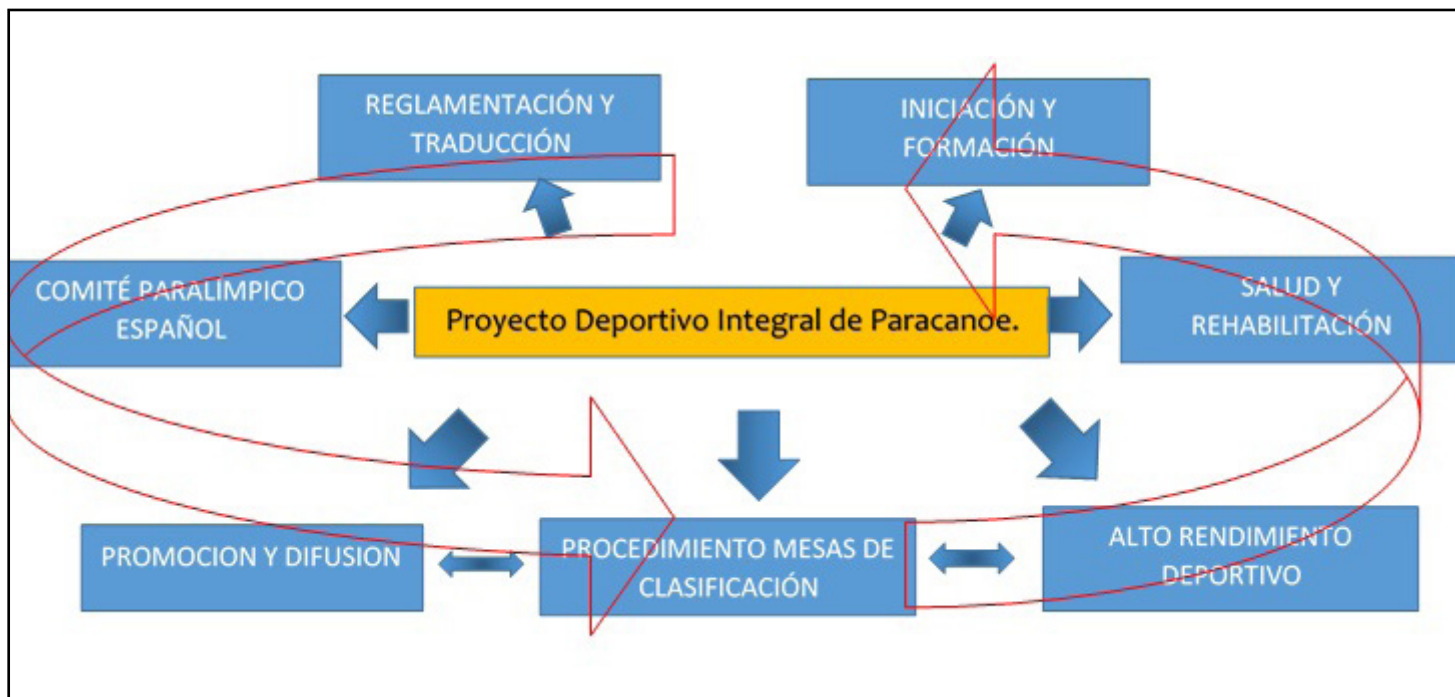 REGLAMENTACIÓN Y
TRADUCCIÓN
INICIACIÓN Y
FORMACIÓN
COMITÉ PARALÍMPICO
ESPAÑOL
Proyecto Deportivo Integral de Paracanoe.
SALUD Y
REHABILITACIÓN
PROMOCION Y DIFUSION
PROCEDIMIENTO MESAS DE
CLASIFICACIÓN
ALTO RENDIMIENTO
DEPORTIVO